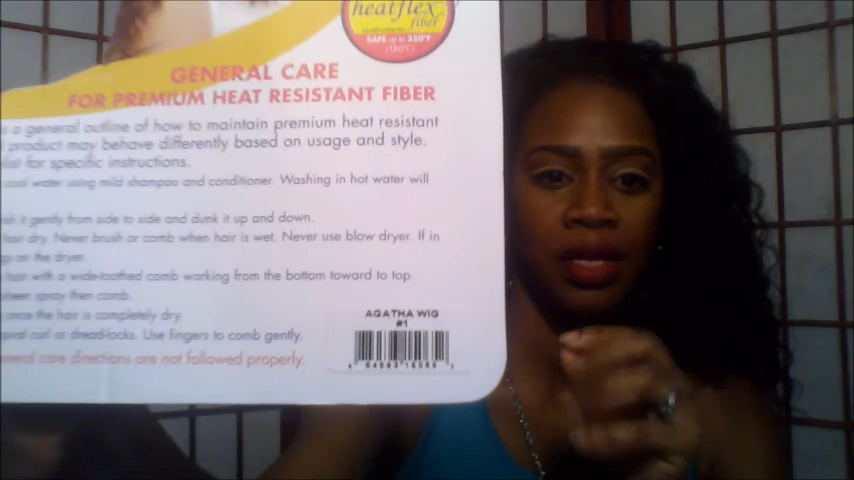 heatflex
fiber
SAFE up to 350°F
(180°C)
GENERAL CARE
FOR PREMIUM HEAT RESISTANT FIBER
s a general outline of how to maintain premium heat resistant
product may behave differently based on usage and style.
for specific instructions.
cool water using mild shampoo and conditioner. Washing in hot water will
it gently from side to side and dunk it up and down.
hair dry. Never brush or comb when hair is wet. Never use blow dryer. If in
on the dryer.
hair with a wide-toothed comb working from the bottom toward to top.
sheen spray then comb.
once the hair is completely dry.
spiral curl or dread-locks. Use fingers to comb gently.
general care directions are not followed properly.
AGATHA WIG
#1